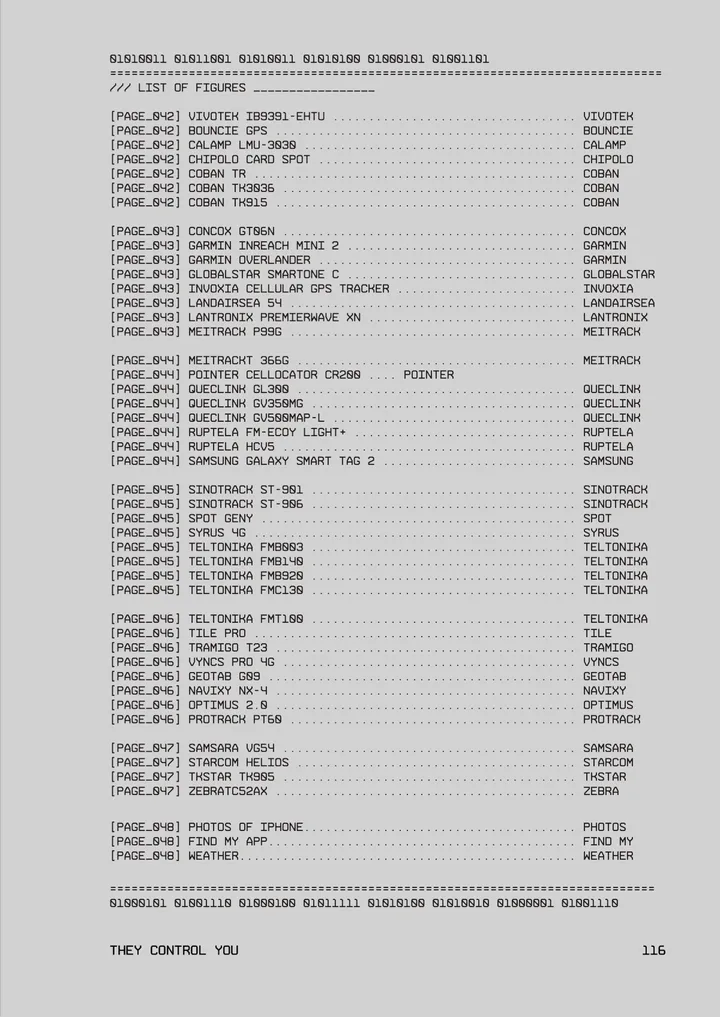 01010011 01011001 01010011 01010100 01000101 01001101
=============================================================================
/// LIST OF FIGURES _________________
[PAGE_042] VIVOTEK IB9391-EHTU .................................. VIVOTEK
[PAGE_042] BOUNCIE GPS .......................................... BOUNCIE
[PAGE_042] CALAMP LMU-3030 ...................................... CALAMP
[PAGE_042] CHIPOLO CARD SPOT .................................... CHIPOLO
[PAGE_042] COBAN TR ............................................. COBAN
[PAGE_042] COBAN TK3036 ......................................... COBAN
[PAGE_042] COBAN TK915 .......................................... COBAN
[PAGE_043] CONCOX GT06N ......................................... CONCOX
[PAGE_043] GARMIN INREACH MINI 2 ................................ GARMIN
[PAGE_043] GARMIN OVERLANDER .................................... GARMIN
[PAGE_043] GLOBALSTAR SMARTONE C ................................ GLOBALSTAR
[PAGE_043] INVOXIA CELLULAR GPS TRACKER .......................... INVOXIA
[PAGE_043] LANDAIRSEA 54 ........................................ LANDAIRSEA
[PAGE_043] LANTRONIX PREMIERWAVE XN ............................. LANTRONIX
[PAGE_043] MEITRACK P99G ........................................ MEITRACK
[PAGE_044] MEITRACKT 366G ....................................... MEITRACK
[PAGE_044] POINTER CELLOCATOR CR200 .... POINTER
[PAGE_044] QUECLINK GL300 ....................................... QUECLINK
[PAGE_044] QUECLINK GV350MG ..................................... QUECLINK
[PAGE_044] QUECLINK GV500MAP-L .................................. QUECLINK
[PAGE_044] RUPTELA FM-ECOY LIGHT+ ............................... RUPTELA
[PAGE_044] RUPTELA HCV5 ......................................... RUPTELA
[PAGE_044] SAMSUNG GALAXY SMART TAG 2 ........................... SAMSUNG
[PAGE_045] SINOTRACK ST-901 ..................................... SINOTRACK
[PAGE_045] SINOTRACK ST-906 ..................................... SINOTRACK
[PAGE_045] SPOT GENY ............................................ SPOT
[PAGE_045] SYRUS 4G ............................................. SYRUS
[PAGE_045] TELTONIKA FMB003 ..................................... TELTONIKA
[PAGE_045] TELTONIKA FMB140 ..................................... TELTONIKA
[PAGE_045] TELTONIKA FMB920 ..................................... TELTONIKA
[PAGE_045] TELTONIKA FMC130 ..................................... TELTONIKA
[PAGE_046] TELTONIKA FMT100 ..................................... TELTONIKA
[PAGE_046] TILE PRO ............................................. TILE
[PAGE_046] TRAMIGO T23 .......................................... TRAMIGO
[PAGE_046] VYNCS PRO 4G ......................................... VYNCS
[PAGE_046] GEOTAB GO9 ........................................... GEOTAB
[PAGE_046] NAVIXY NX-4 .......................................... NAVIXY
[PAGE_046] OPTIMUS 2.0 .......................................... OPTIMUS
[PAGE_046] PROTRACK PT60 ........................................ PROTRACK
[PAGE_047] SAMSARA VG54 ......................................... SAMSARA
[PAGE_047] STARCOM HELIOS ....................................... STARCOM
[PAGE_047] TKSTAR TK905 ......................................... TKSTAR
[PAGE_047] ZEBRATC52AX .......................................... ZEBRA
[PAGE_048] PHOTOS OF IPHONE...................................... PHOTOS
[PAGE_048] FIND MY APP........................................... FIND MY
[PAGE_048] WEATHER............................................... WEATHER
============================================================================
01000101 01001110 01000100 01011111 01010100 01010010 01000001 01001110
THEY CONTROL YOU 116